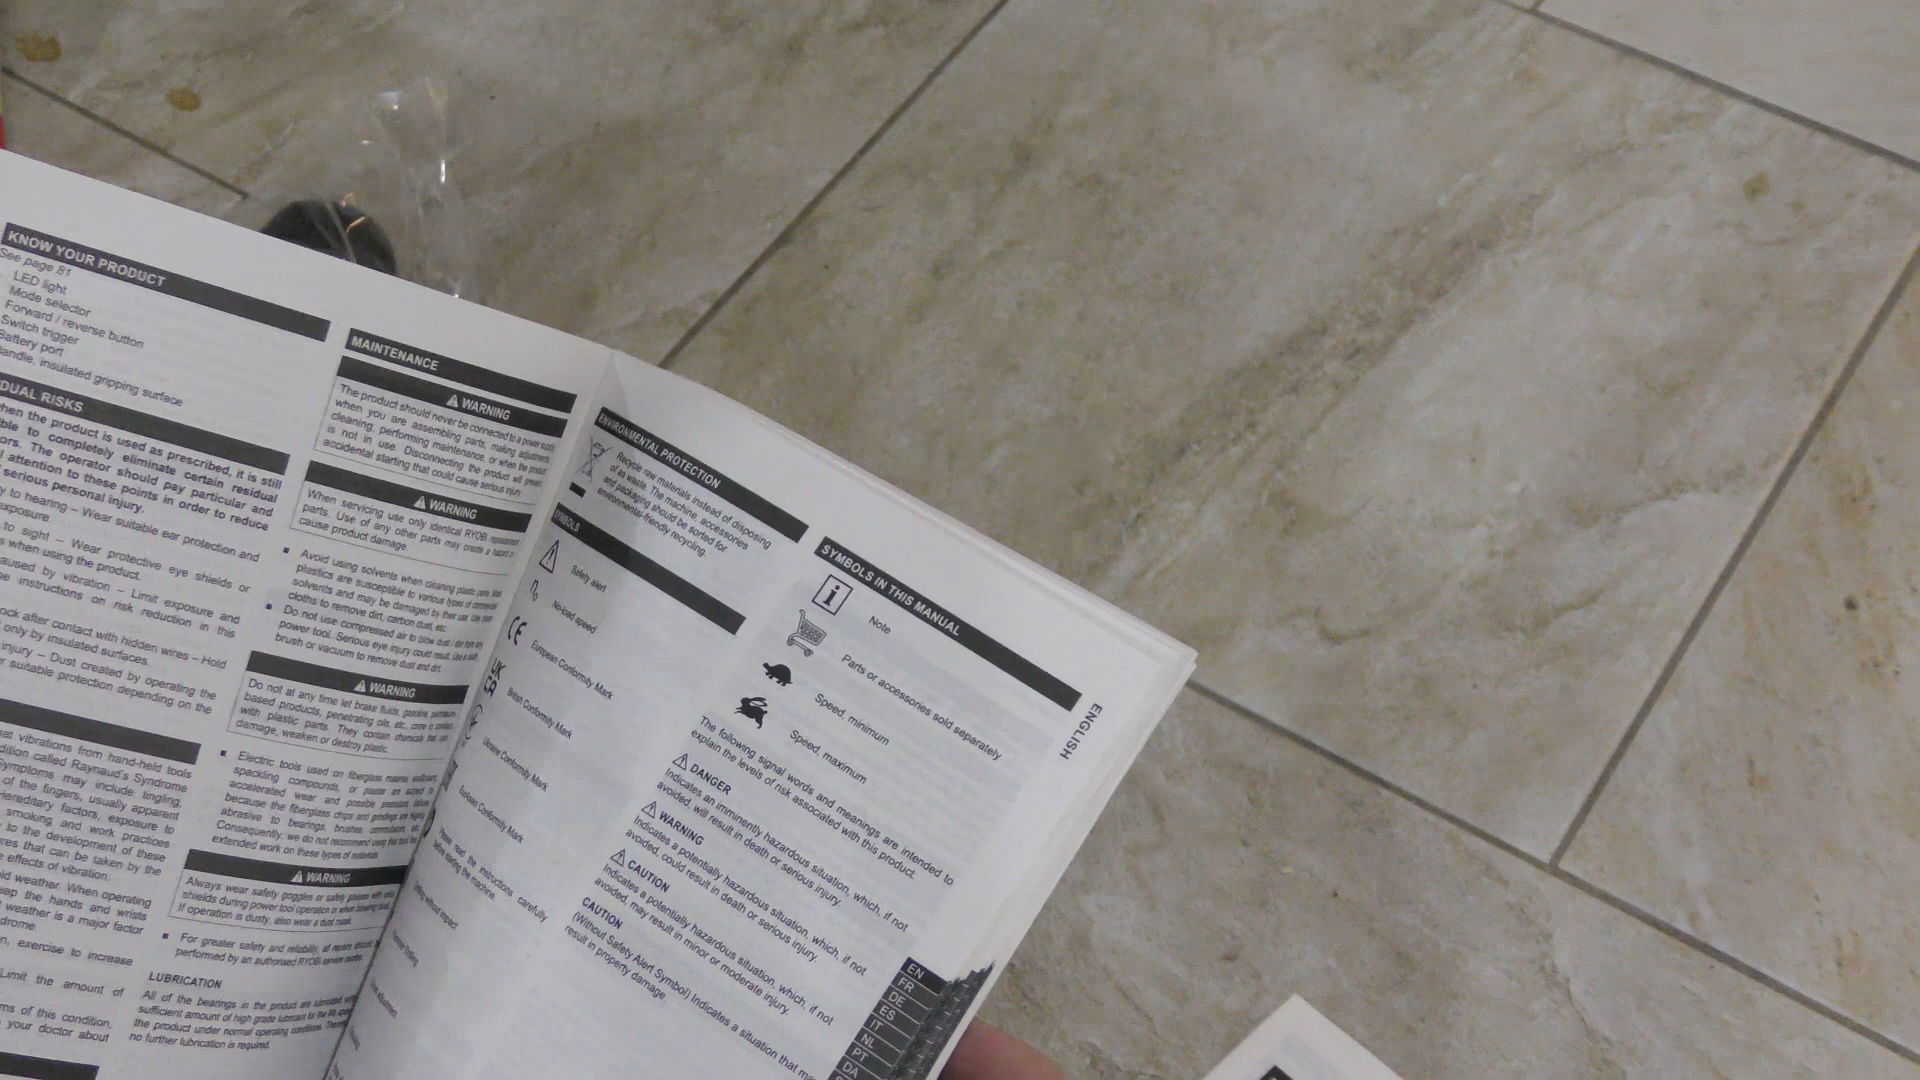 KNOW YOUR PRODUCT
See page 81
LED light
Mode selector
Forward / reverse button
Switch trigger
Battery port
Handle, insulated gripping surface
DUAL RISKS
when the product is used as prescribed, it is still
to completely eliminate certain residual
The operator should pay particular and
attention to these points in order to reduce
serious personal injury.
to hearing – Wear suitable ear protection and
exposure.
to sight – Wear protective eye shields or
when using the product.
caused by vibration – Limit exposure and
instructions on risk reduction in this
after contact with hidden wires – Hold
only by insulated surfaces.
injury – Dust created by operating the
suitable protection depending on the
that vibrations from hand-held tools
called Raynaud's Syndrome
Symptoms may include tingling,
of the fingers, usually apparent
Hereditary factors, exposure to
smoking and work practices
to the development of these
that can be taken by the
effects of vibration:
weather. When operating
the hands and wrists
weather is a major factor
exercise to increase
Limit the amount of
of this condition,
your doctor about
MAINTENANCE
WARNING
The product should never be connected to a power supply
when you are assembling parts, making adjustments,
cleaning, performing maintenance, or when the product
is not in use. Disconnecting the product will prevent
accidental starting that could cause serious injury.
WARNING
When servicing use only identical RYOBI replacement
parts. Use of any other parts may create a hazard or
cause product damage.
■ Avoid using solvents when cleaning plastic parts. Most
plastics are susceptible to various types of commercial
solvents and may be damaged by their use. Use clean
cloths to remove dirt, carbon dust, etc.
■ Do not use compressed air to blow dust / dirt from any
power tool. Serious eye injury could result. Use a soft
brush or vacuum to remove dust and dirt.
WARNING
Do not at any time let brake fluids, gasoline, petroleum-
based products, penetrating oils, etc. come in contact
with plastic parts. They contain chemicals that can
damage, weaken or destroy plastic.
■ Electric tools used on fiberglass material, wallboard,
spackling compounds, or plaster are subject to
accelerated wear and possible premature failure
because the fiberglass chips and grindings are highly
abrasive to bearings, brushes, commutators, etc.
Consequently, we do not recommend using this tool for
extended work on these types of materials.
WARNING
Always wear safety goggles or safety glasses with side
shields during power tool operation or when blowing dust.
If operation is dusty, also wear a dust mask.
■ For greater safety and reliability, all repairs should be
performed by an authorised RYOBI service centre.
LUBRICATION
All of the bearings in the product are lubricated with
sufficient amount of high grade lubricant for the life
the product under normal operating conditions. Therefore,
no further lubrication is required.
ENVIRONMENTAL PROTECTION
Recycle raw materials instead of disposing
of as waste. The machine, accessories
and packaging should be sorted for
environmental-friendly recycling.
SYMBOLS
Safety alert
n₀ No-load speed
CE European Conformity Mark
UK CA British Conformity Mark
Ukraine Conformity Mark
EurAsian Conformity Mark
Please read the instructions carefully
before starting the machine.
Drilling without impact
SYMBOLS IN THIS MANUAL
i Note
Parts or accessories sold separately
Speed, minimum
Speed, maximum
The following signal words and meanings are intended to
explain the levels of risk associated with this product.
DANGER
Indicates an imminently hazardous situation, which, if not
avoided, will result in death or serious injury.
WARNING
Indicates a potentially hazardous situation, which, if not
avoided, could result in death or serious injury.
CAUTION
Indicates a potentially hazardous situation, which, if not
avoided, may result in minor or moderate injury.
CAUTION
(Without Safety Alert Symbol) Indicates a situation that may
result in property damage.
ENGLISH
EN
FR
DE
ES
IT
NL
PT
DA